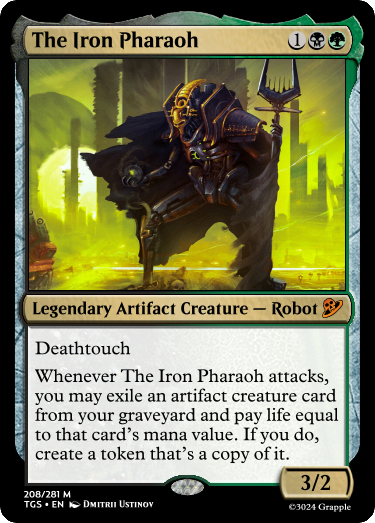 The Iron Pharaoh 1
Legendary Artifact Creature — Robot
Deathtouch
Whenever The Iron Pharaoh attacks,
you may exile an artifact creature card
from your graveyard and pay life equal
to that card's mana value. If you do,
create a token that's a copy of it.
3/2
208/281 M
TGS • EN Dmitrii Ustinov
©3024 Grapple